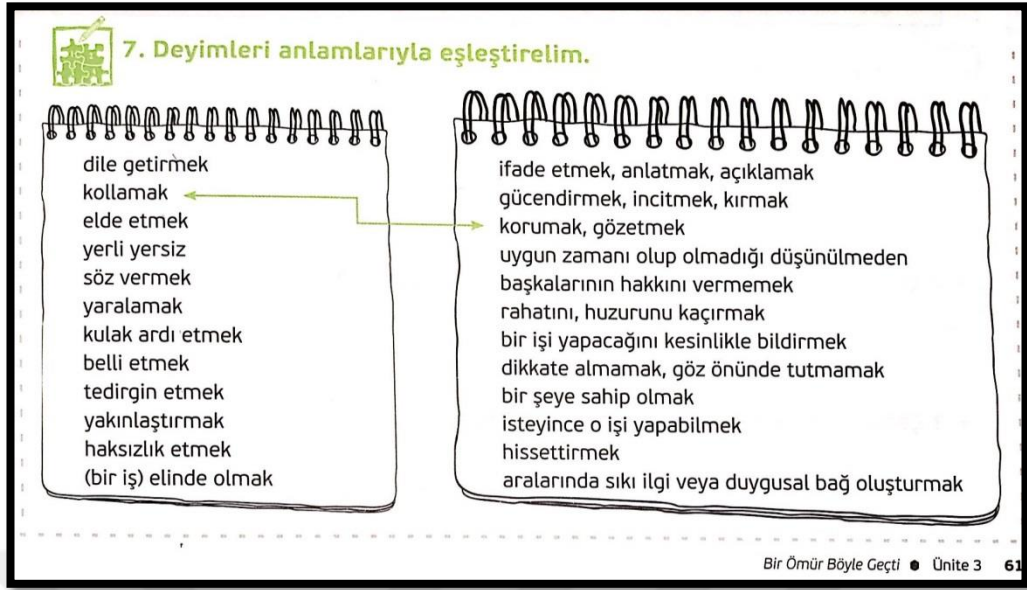 7. Deyimleri anlamlarıyla eşleştirelim.
dile getirmek
kollamak
elde etmek
yerli yersiz
söz vermek
yaralamak
kulak ardı etmek
belli etmek
tedirgin etmek
yakınlaştırmak
haksızlık etmek
(bir iş) elinde olmak
ifade etmek, anlatmak, açıklamak
gücendirmek, incitmek, kırmak
korumak, gözetmek
uygun zamanı olup olmadığı düşünülmeden
başkalarının hakkını vermemek
rahatını, huzurunu kaçırmak
bir işi yapacağını kesinlikle bildirmek
dikkate almamak, göz önünde tutmamak
bir şeye sahip olmak
isteyince o işi yapabilmek
hissettirmek
aralarında sıkı ilgi veya duygusal bağ oluşturmak
Bir Ömür Böyle Geçti ● Ünite 3 61